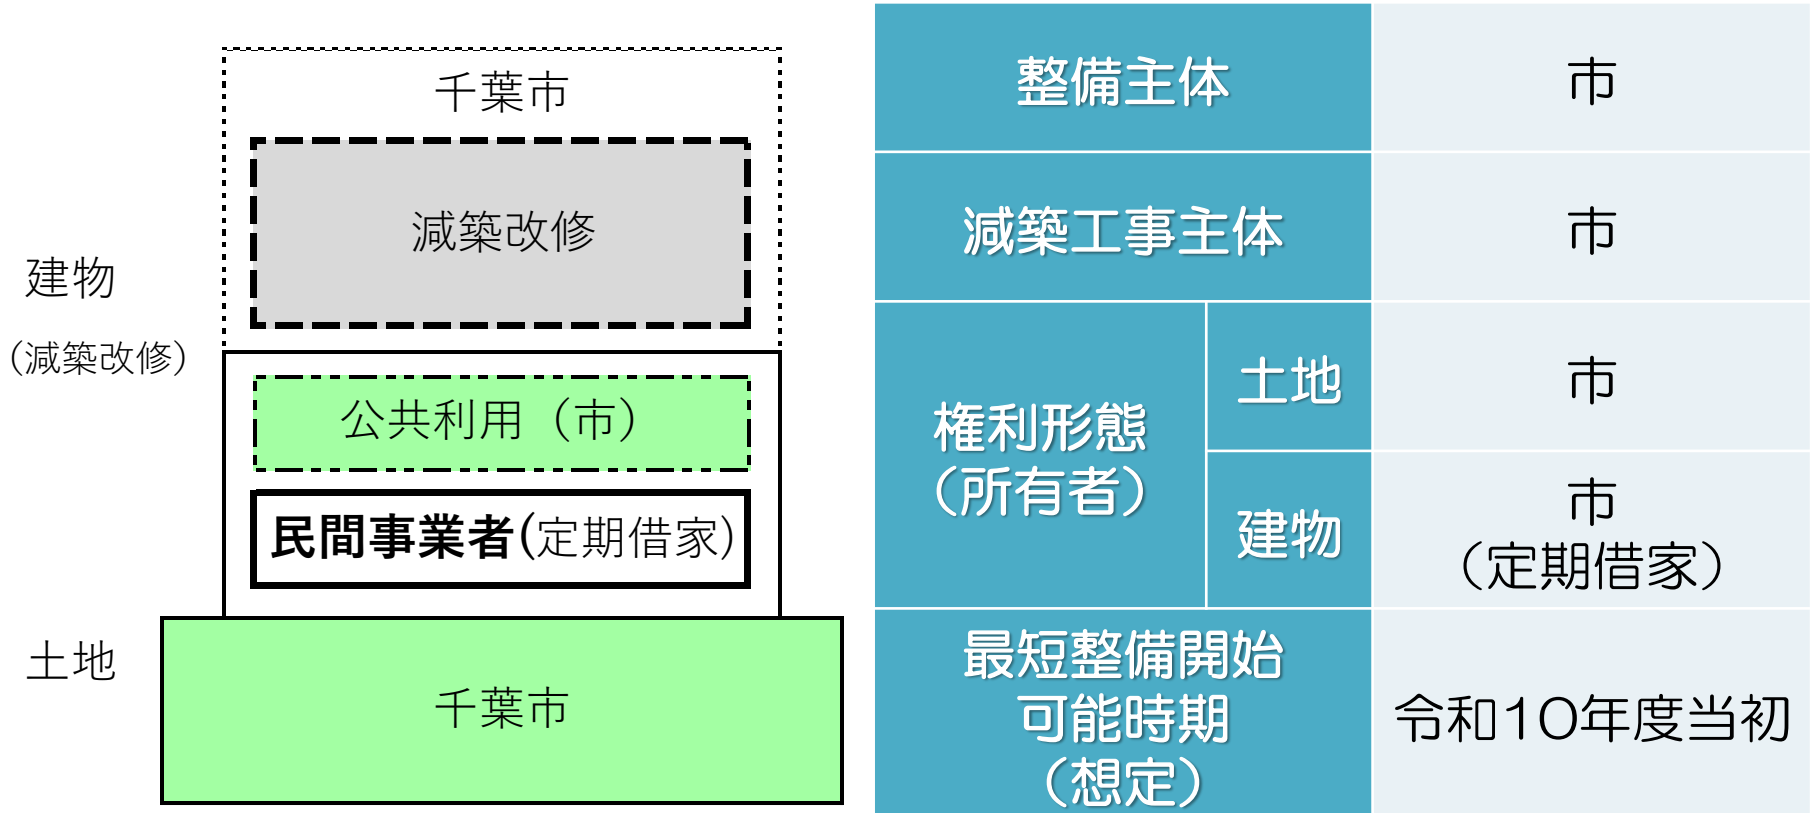 千葉市
減築改修
建物
（減築改修）
公共利用（市）
民間事業者(定期借家)
土地
千葉市
整備主体
市
減築工事主体
市
権利形態
（所有者）
土地
市
建物
市
（定期借家）
最短整備開始
可能時期
（想定）
令和10年度当初